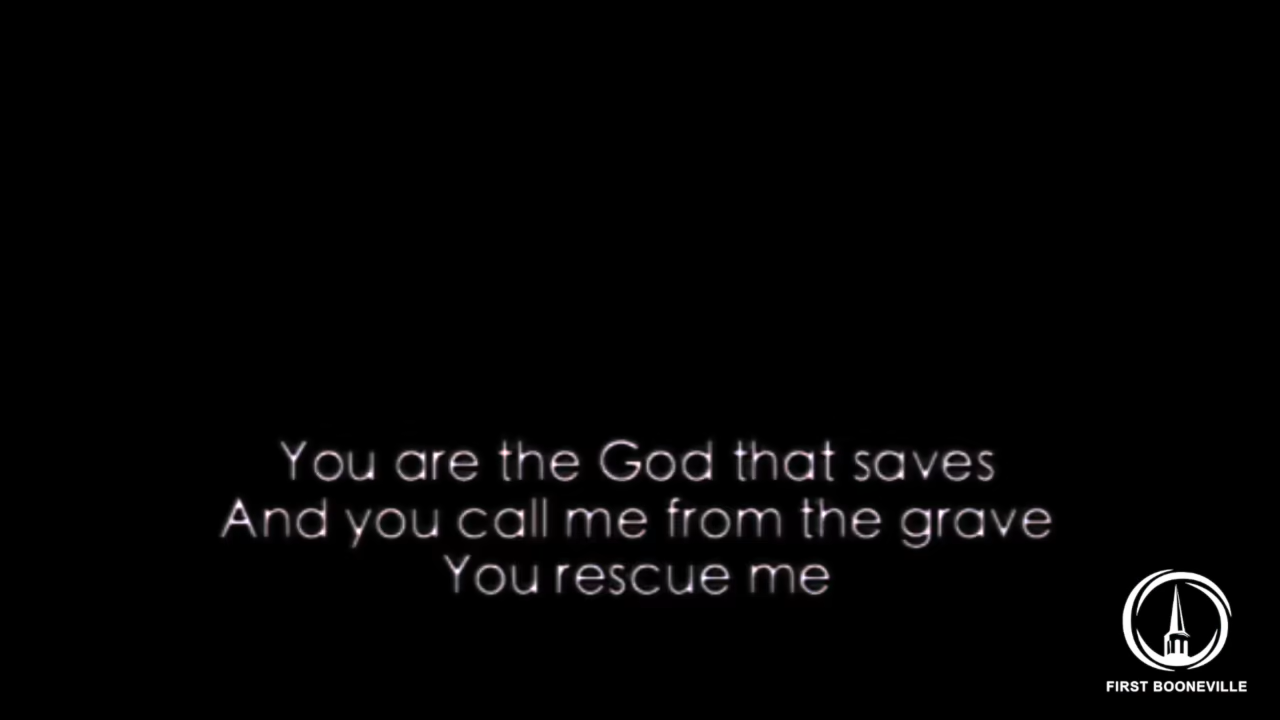 You are the God that saves
And you call me from the grave
You rescue me
FIRST BOONEVILLE